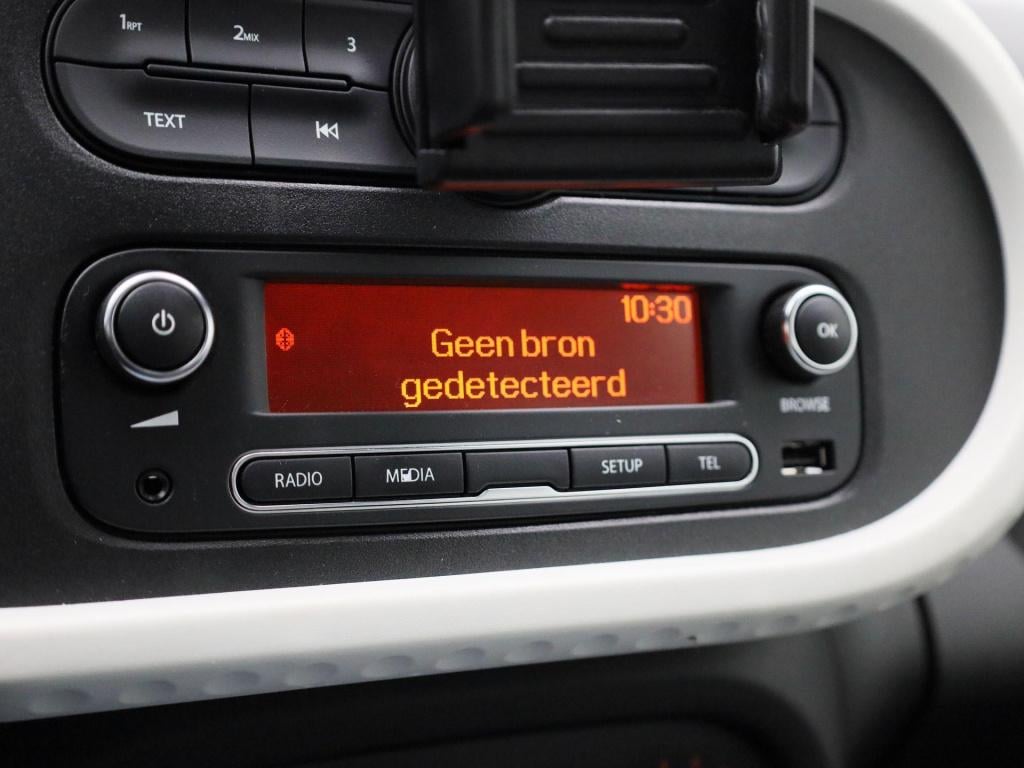 1RPT
2MIX
3
TEXT
10:30
Geen bron
gedetecteerd
OK
BROWSE
RADIO
MEDIA
SETUP
TEL